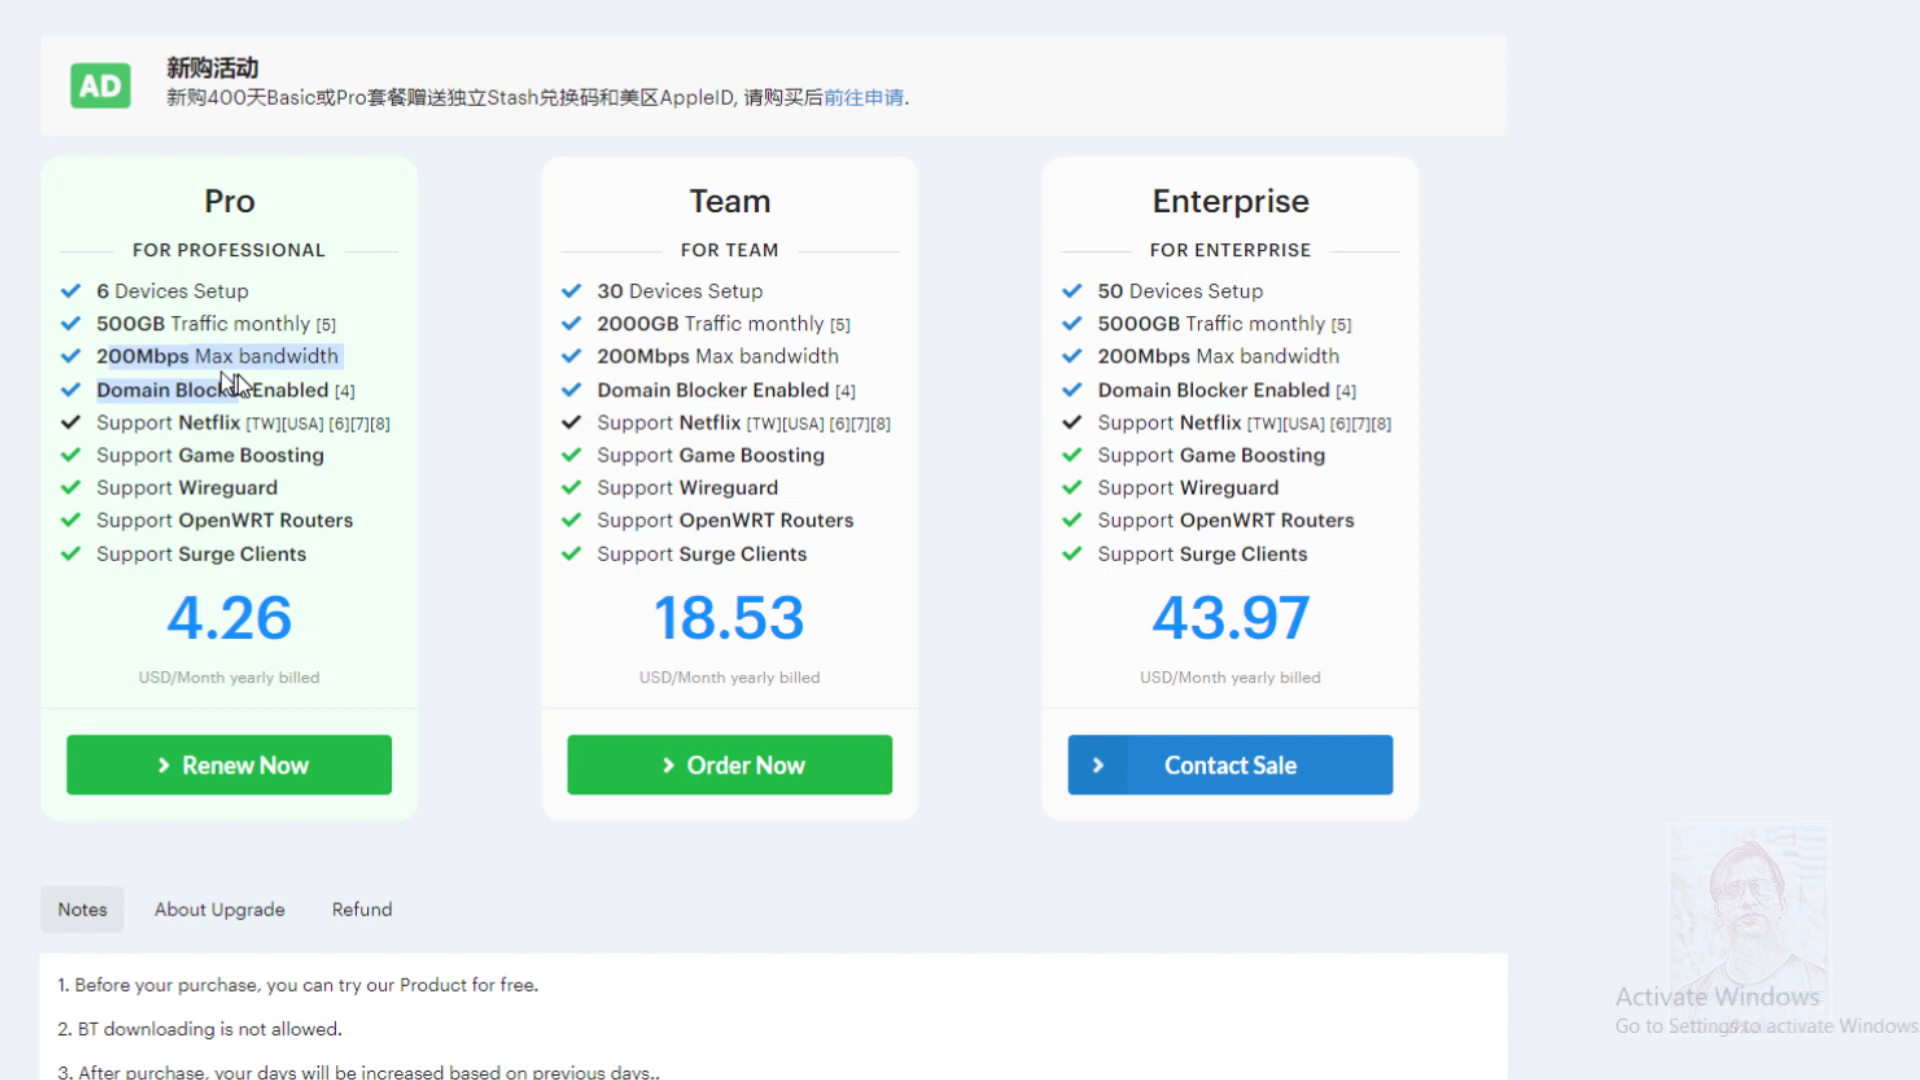 AD
新购活动
新购400天Basic或Pro套餐赠送独立Stash兑换码和美区AppleID, 请购买后前往申请.
Pro
FOR PROFESSIONAL
6 Devices Setup
500GB Traffic monthly [5]
200Mbps Max bandwidth
Domain Blocker Enabled [4]
Support Netflix [TW][USA] [6][7][8]
Support Game Boosting
Support Wireguard
Support OpenWRT Routers
Support Surge Clients
4.26
USD/Month yearly billed
Renew Now
Team
FOR TEAM
30 Devices Setup
2000GB Traffic monthly [5]
200Mbps Max bandwidth
Domain Blocker Enabled [4]
Support Netflix [TW][USA] [6][7][8]
Support Game Boosting
Support Wireguard
Support OpenWRT Routers
Support Surge Clients
18.53
USD/Month yearly billed
Order Now
Enterprise
FOR ENTERPRISE
50 Devices Setup
5000GB Traffic monthly [5]
200Mbps Max bandwidth
Domain Blocker Enabled [4]
Support Netflix [TW][USA] [6][7][8]
Support Game Boosting
Support Wireguard
Support OpenWRT Routers
Support Surge Clients
43.97
USD/Month yearly billed
Contact Sale
Notes
About Upgrade
Refund
1. Before your purchase, you can try our Product for free.
2. BT downloading is not allowed.
3. After purchase, your days will be increased based on previous days..
Activate Windows
Go to Settings to activate Windows.